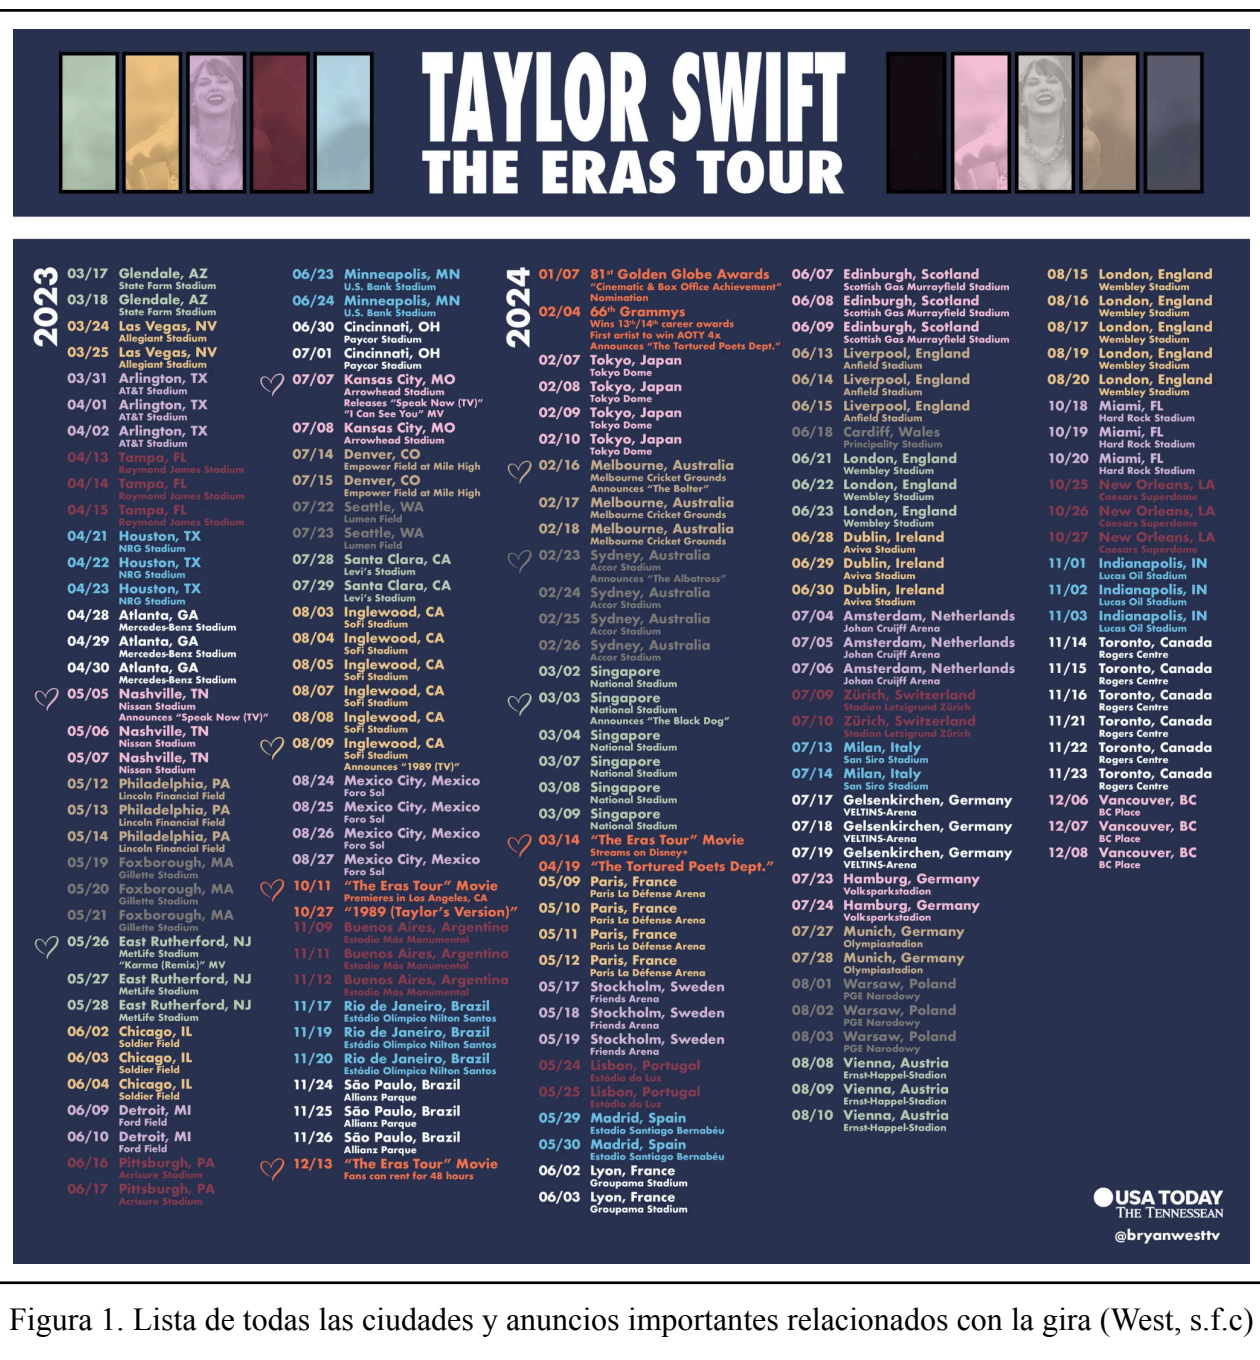 TAYLOR SWIFT
THE ERAS TOUR
2023
03/17 Glendale, AZ
State Farm Stadium
03/18 Glendale, AZ
State Farm Stadium
03/24 Las Vegas, NV
Allegiant Stadium
03/25 Las Vegas, NV
Allegiant Stadium
03/31 Arlington, TX
AT&T Stadium
04/01 Arlington, TX
AT&T Stadium
04/02 Arlington, TX
AT&T Stadium
04/13 Tampa, FL
Raymond James Stadium
04/14 Tampa, FL
Raymond James Stadium
04/15 Tampa, FL
Raymond James Stadium
04/21 Houston, TX
NRG Stadium
04/22 Houston, TX
NRG Stadium
04/23 Houston, TX
NRG Stadium
04/28 Atlanta, GA
Mercedes-Benz Stadium
04/29 Atlanta, GA
Mercedes-Benz Stadium
04/30 Atlanta, GA
Mercedes-Benz Stadium
05/05 Nashville, TN
Nissan Stadium
Announces "Speak Now (TV)"
05/06 Nashville, TN
Nissan Stadium
05/07 Nashville, TN
Nissan Stadium
05/12 Philadelphia, PA
Lincoln Financial Field
05/13 Philadelphia, PA
Lincoln Financial Field
05/14 Philadelphia, PA
Lincoln Financial Field
05/19 Foxborough, MA
Gillette Stadium
05/20 Foxborough, MA
Gillette Stadium
05/21 Foxborough, MA
Gillette Stadium
05/26 East Rutherford, NJ
MetLife Stadium
"Karma (Remix)" MV
05/27 East Rutherford, NJ
MetLife Stadium
05/28 East Rutherford, NJ
MetLife Stadium
06/02 Chicago, IL
Soldier Field
06/03 Chicago, IL
Soldier Field
06/04 Chicago, IL
Soldier Field
06/09 Detroit, MI
Ford Field
06/10 Detroit, MI
Ford Field
06/16 Pittsburgh, PA
Acrisure Stadium
06/17 Pittsburgh, PA
Acrisure Stadium
06/23 Minneapolis, MN
U.S. Bank Stadium
06/24 Minneapolis, MN
U.S. Bank Stadium
06/30 Cincinnati, OH
Paycor Stadium
07/01 Cincinnati, OH
Paycor Stadium
07/07 Kansas City, MO
Arrowhead Stadium
Releases "Speak Now (TV)"
"I Can See You" MV
07/08 Kansas City, MO
Arrowhead Stadium
07/14 Denver, CO
Empower Field at Mile High
07/15 Denver, CO
Empower Field at Mile High
07/22 Seattle, WA
Lumen Field
07/23 Seattle, WA
Lumen Field
07/28 Santa Clara, CA
Levi's Stadium
07/29 Santa Clara, CA
Levi's Stadium
08/03 Inglewood, CA
SoFi Stadium
08/04 Inglewood, CA
SoFi Stadium
08/05 Inglewood, CA
SoFi Stadium
08/07 Inglewood, CA
SoFi Stadium
08/08 Inglewood, CA
SoFi Stadium
08/09 Inglewood, CA
SoFi Stadium
Announces "1989 (TV)"
08/24 Mexico City, Mexico
Foro Sol
08/25 Mexico City, Mexico
Foro Sol
08/26 Mexico City, Mexico
Foro Sol
08/27 Mexico City, Mexico
Foro Sol
10/11 "The Eras Tour" Movie
Premieres in Los Angeles, CA
10/27 "1989 (Taylor's Version)"
11/09 Buenos Aires, Argentina
Estadio Más Monumental
11/11 Buenos Aires, Argentina
Estadio Más Monumental
11/12 Buenos Aires, Argentina
Estadio Más Monumental
11/17 Rio de Janeiro, Brazil
Estádio Olímpico Nilton Santos
11/19 Rio de Janeiro, Brazil
Estádio Olímpico Nilton Santos
11/20 Rio de Janeiro, Brazil
Estádio Olímpico Nilton Santos
11/24 São Paulo, Brazil
Allianz Parque
11/25 São Paulo, Brazil
Allianz Parque
11/26 São Paulo, Brazil
Allianz Parque
12/13 "The Eras Tour" Movie
Fans can rent for 48 hours
2024
01/07 81st Golden Globe Awards
"Cinematic & Box Office Achievement"
Nomination
02/04 66th Grammys
Wins 13th/14th career awards
First artist to win AOTY 4x
Announces "The Tortured Poets Dept."
02/07 Tokyo, Japan
Tokyo Dome
02/08 Tokyo, Japan
Tokyo Dome
02/09 Tokyo, Japan
Tokyo Dome
02/10 Tokyo, Japan
Tokyo Dome
02/16 Melbourne, Australia
Melbourne Cricket Grounds
Announces "The Bolter"
02/17 Melbourne, Australia
Melbourne Cricket Grounds
02/18 Melbourne, Australia
Melbourne Cricket Grounds
02/23 Sydney, Australia
Accor Stadium
Announces "The Albatross"
02/24 Sydney, Australia
Accor Stadium
02/25 Sydney, Australia
Accor Stadium
02/26 Sydney, Australia
Accor Stadium
03/02 Singapore
National Stadium
03/03 Singapore
National Stadium
Announces "The Black Dog"
03/04 Singapore
National Stadium
03/07 Singapore
National Stadium
03/08 Singapore
National Stadium
03/09 Singapore
National Stadium
03/14 "The Eras Tour" Movie
Streams on Disney+
04/19 "The Tortured Poets Dept."
05/09 Paris, France
Paris La Défense Arena
05/10 Paris, France
Paris La Défense Arena
05/11 Paris, France
Paris La Défense Arena
05/12 Paris, France
Paris La Défense Arena
05/17 Stockholm, Sweden
Friends Arena
05/18 Stockholm, Sweden
Friends Arena
05/19 Stockholm, Sweden
Friends Arena
05/24 Lisbon, Portugal
Estádio da Luz
05/25 Lisbon, Portugal
Estádio da Luz
05/29 Madrid, Spain
Estadio Santiago Bernabéu
05/30 Madrid, Spain
Estadio Santiago Bernabéu
06/02 Lyon, France
Groupama Stadium
06/03 Lyon, France
Groupama Stadium
06/07 Edinburgh, Scotland
Scottish Gas Murrayfield Stadium
06/08 Edinburgh, Scotland
Scottish Gas Murrayfield Stadium
06/09 Edinburgh, Scotland
Scottish Gas Murrayfield Stadium
06/13 Liverpool, England
Anfield Stadium
06/14 Liverpool, England
Anfield Stadium
06/15 Liverpool, England
Anfield Stadium
06/18 Cardiff, Wales
Principality Stadium
06/21 London, England
Wembley Stadium
06/22 London, England
Wembley Stadium
06/23 London, England
Wembley Stadium
06/28 Dublin, Ireland
Aviva Stadium
06/29 Dublin, Ireland
Aviva Stadium
06/30 Dublin, Ireland
Aviva Stadium
07/04 Amsterdam, Netherlands
Johan Cruijff Arena
07/05 Amsterdam, Netherlands
Johan Cruijff Arena
07/06 Amsterdam, Netherlands
Johan Cruijff Arena
07/09 Zürich, Switzerland
Stadion Letzigrund Zürich
07/10 Zürich, Switzerland
Stadion Letzigrund Zürich
07/13 Milan, Italy
San Siro Stadium
07/14 Milan, Italy
San Siro Stadium
07/17 Gelsenkirchen, Germany
VELTINS-Arena
07/18 Gelsenkirchen, Germany
VELTINS-Arena
07/19 Gelsenkirchen, Germany
VELTINS-Arena
07/23 Hamburg, Germany
Volksparkstadion
07/24 Hamburg, Germany
Volksparkstadion
07/27 Munich, Germany
Olympiastadion
07/28 Munich, Germany
Olympiastadion
08/01 Warsaw, Poland
PGE Narodowy
08/02 Warsaw, Poland
PGE Narodowy
08/03 Warsaw, Poland
PGE Narodowy
08/08 Vienna, Austria
Ernst-Happel-Stadion
08/09 Vienna, Austria
Ernst-Happel-Stadion
08/10 Vienna, Austria
Ernst-Happel-Stadion
08/15 London, England
Wembley Stadium
08/16 London, England
Wembley Stadium
08/17 London, England
Wembley Stadium
08/19 London, England
Wembley Stadium
08/20 London, England
Wembley Stadium
10/18 Miami, FL
Hard Rock Stadium
10/19 Miami, FL
Hard Rock Stadium
10/20 Miami, FL
Hard Rock Stadium
10/25 New Orleans, LA
Caesars Superdome
10/26 New Orleans, LA
Caesars Superdome
10/27 New Orleans, LA
Caesars Superdome
11/01 Indianapolis, IN
Lucas Oil Stadium
11/02 Indianapolis, IN
Lucas Oil Stadium
11/03 Indianapolis, IN
Lucas Oil Stadium
11/14 Toronto, Canada
Rogers Centre
11/15 Toronto, Canada
Rogers Centre
11/16 Toronto, Canada
Rogers Centre
11/21 Toronto, Canada
Rogers Centre
11/22 Toronto, Canada
Rogers Centre
11/23 Toronto, Canada
Rogers Centre
12/06 Vancouver, BC
BC Place
12/07 Vancouver, BC
BC Place
12/08 Vancouver, BC
BC Place
USA TODAY
THE TENNESSEAN
@bryanwesttv
Figura 1. Lista de todas las ciudades y anuncios importantes relacionados con la gira (West, s.f.c)